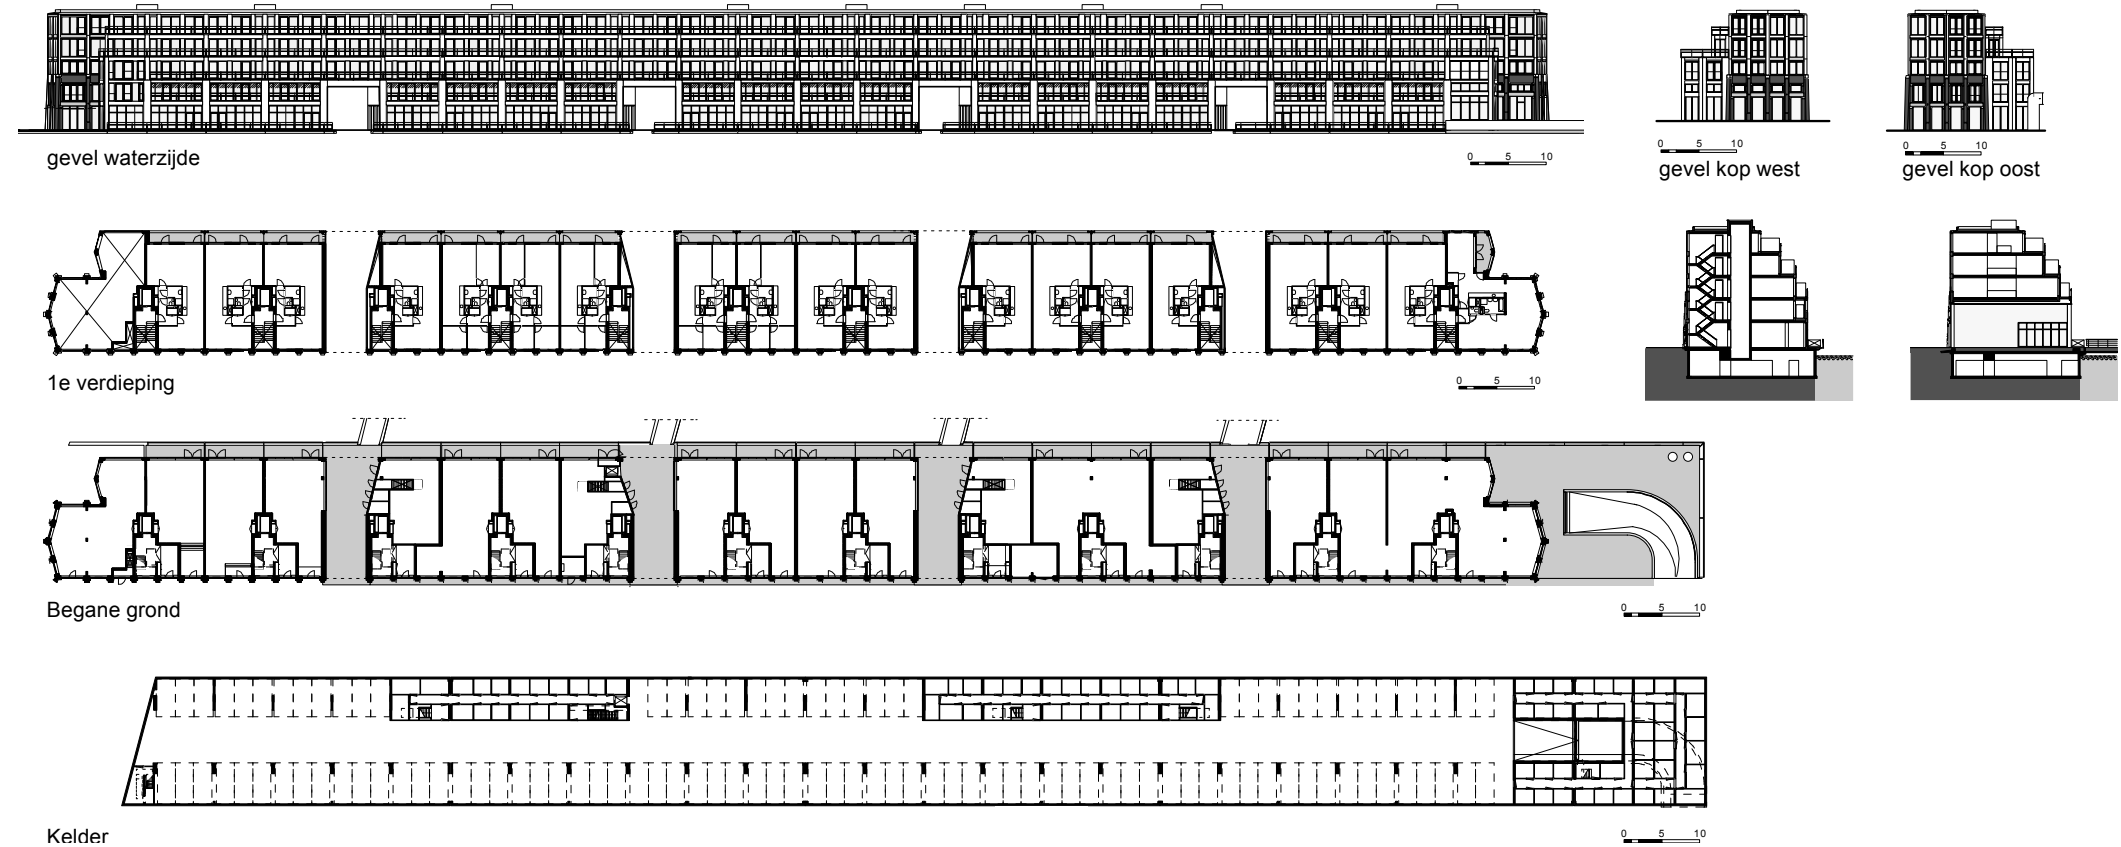 gevel waterzijde
0 5 10
0 5 10
gevel kop west
0 5 10
gevel kop oost
1e verdieping
0 5 10
Begane grond
0 5 10
Kelder
0 5 10